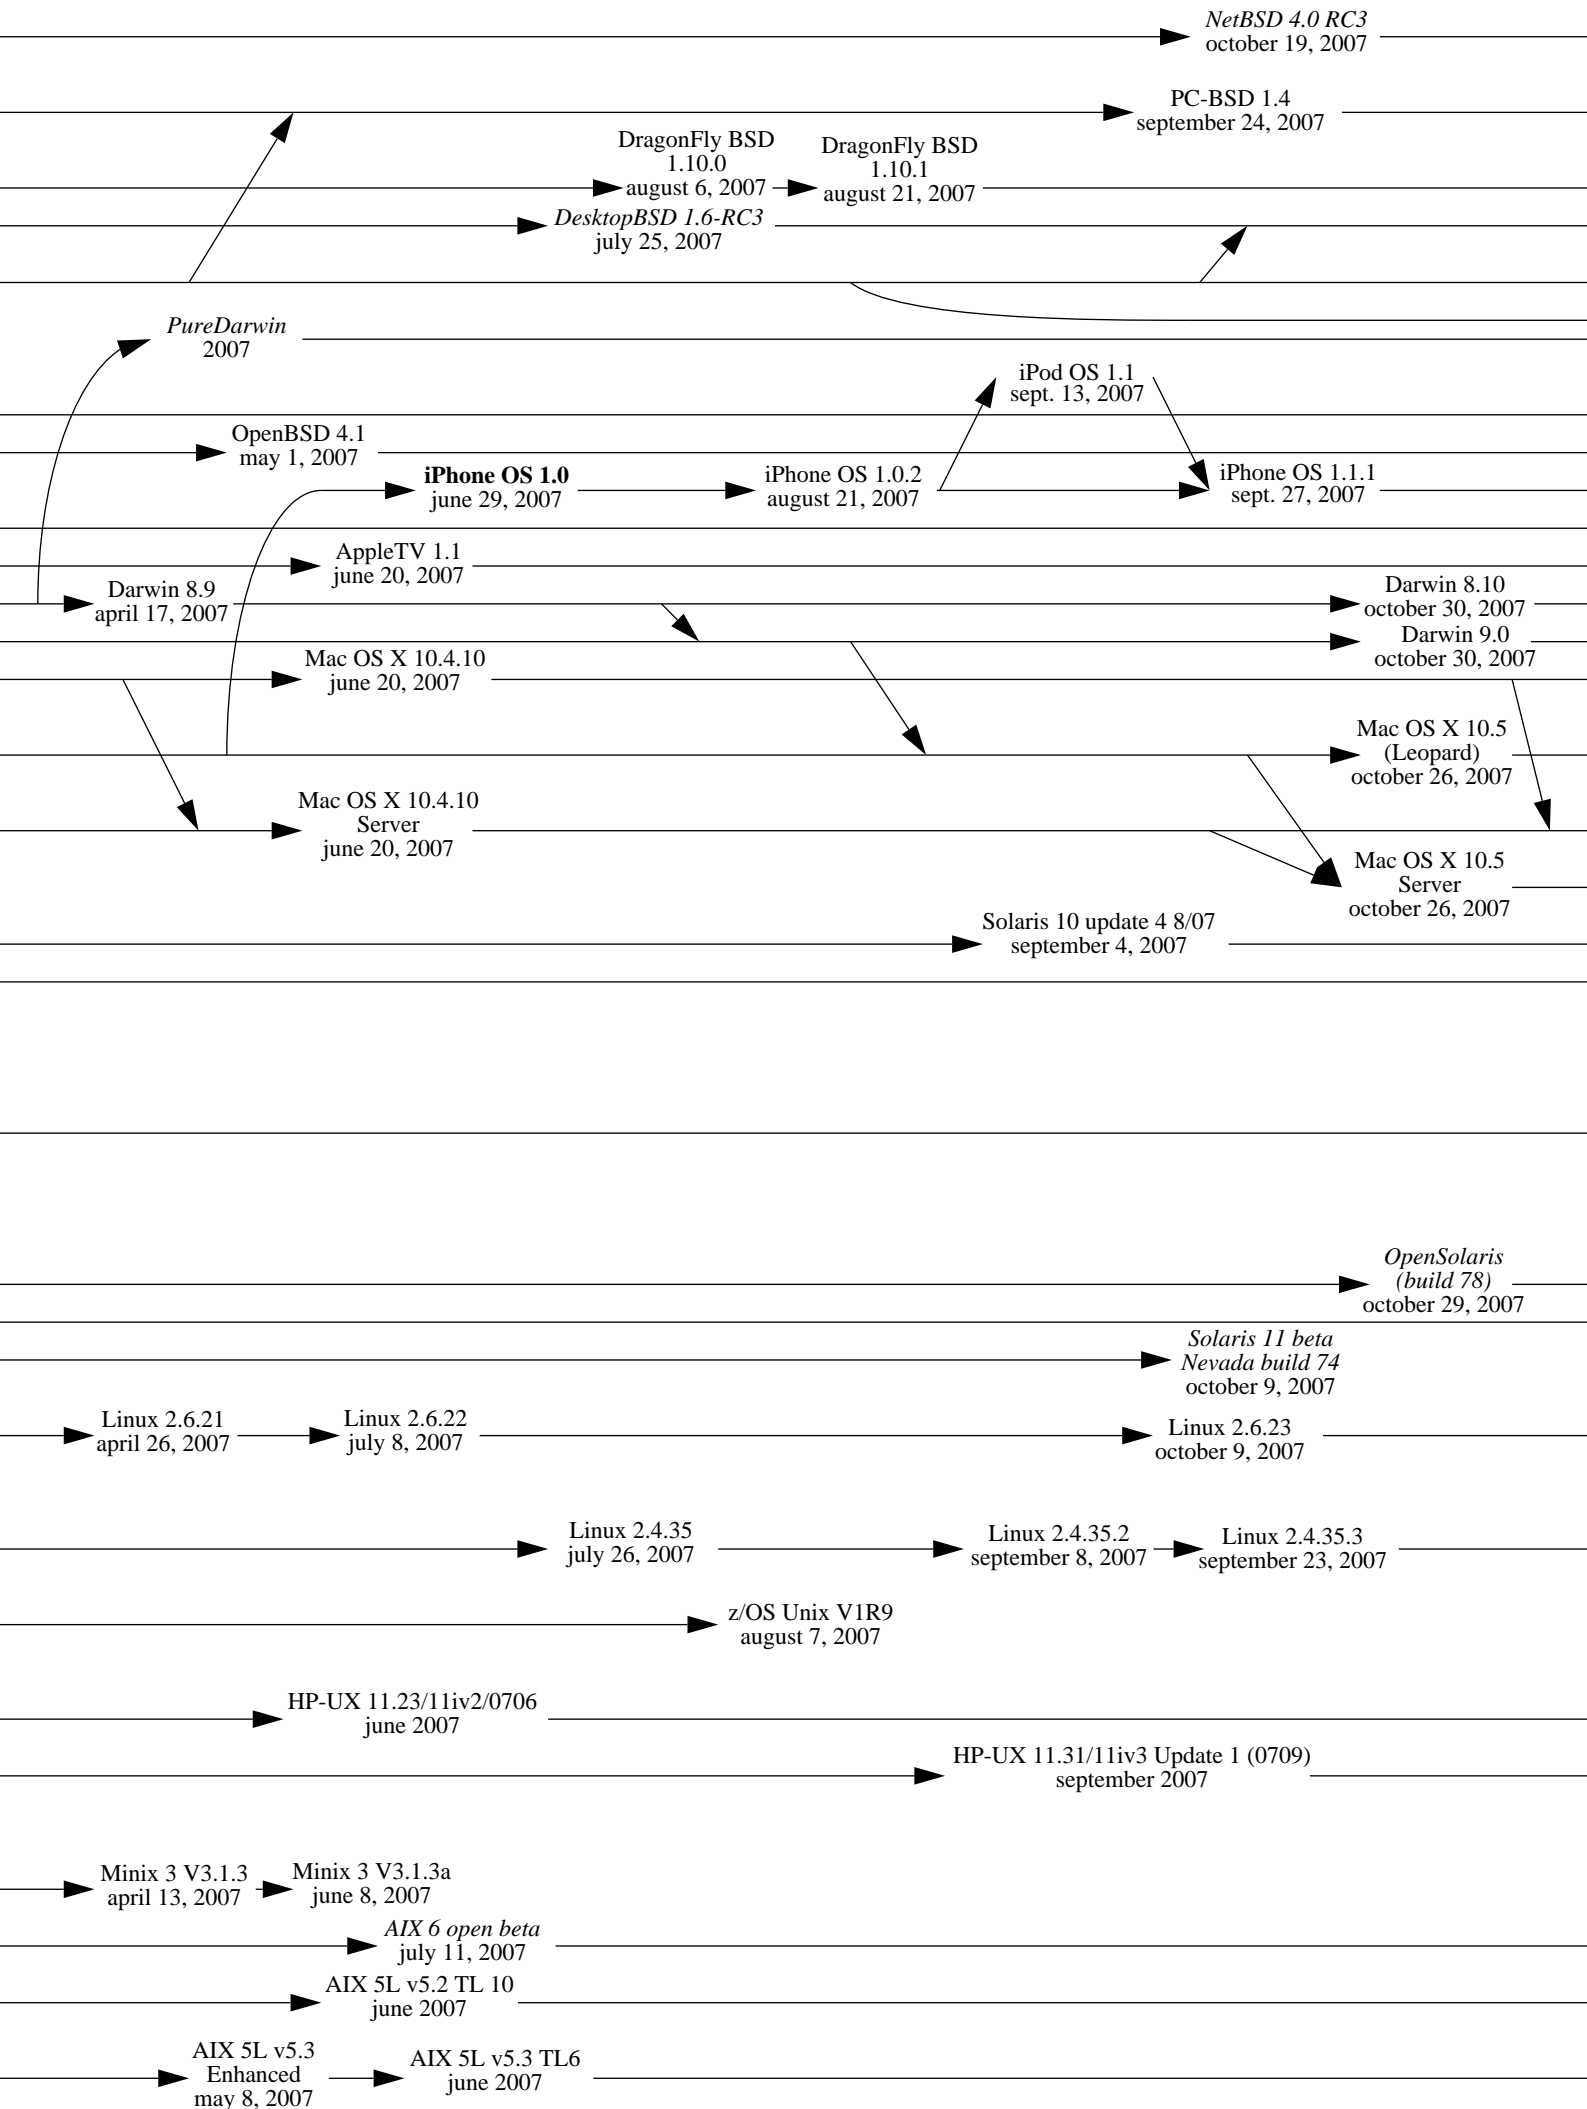 NetBSD 4.0 RC3
october 19, 2007
PC-BSD 1.4
september 24, 2007
DragonFly BSD
1.10.0
august 6, 2007
DragonFly BSD
1.10.1
august 21, 2007
DesktopBSD 1.6-RC3
july 25, 2007
PureDarwin
2007
iPod OS 1.1
sept. 13, 2007
OpenBSD 4.1
may 1, 2007
iPhone OS 1.0
june 29, 2007
iPhone OS 1.0.2
august 21, 2007
iPhone OS 1.1.1
sept. 27, 2007
AppleTV 1.1
june 20, 2007
Darwin 8.9
april 17, 2007
Darwin 8.10
october 30, 2007
Darwin 9.0
october 30, 2007
Mac OS X 10.4.10
june 20, 2007
Mac OS X 10.5
(Leopard)
october 26, 2007
Mac OS X 10.4.10
Server
june 20, 2007
Mac OS X 10.5
Server
october 26, 2007
Solaris 10 update 4 8/07
september 4, 2007
OpenSolaris
(build 78)
october 29, 2007
Solaris 11 beta
Nevada build 74
october 9, 2007
Linux 2.6.21
april 26, 2007
Linux 2.6.22
july 8, 2007
Linux 2.6.23
october 9, 2007
Linux 2.4.35
july 26, 2007
Linux 2.4.35.2
september 8, 2007
Linux 2.4.35.3
september 23, 2007
z/OS Unix V1R9
august 7, 2007
HP-UX 11.23/11iv2/0706
june 2007
HP-UX 11.31/11iv3 Update 1 (0709)
september 2007
Minix 3 V3.1.3
april 13, 2007
Minix 3 V3.1.3a
june 8, 2007
AIX 6 open beta
july 11, 2007
AIX 5L v5.2 TL 10
june 2007
AIX 5L v5.3
Enhanced
may 8, 2007
AIX 5L v5.3 TL6
june 2007